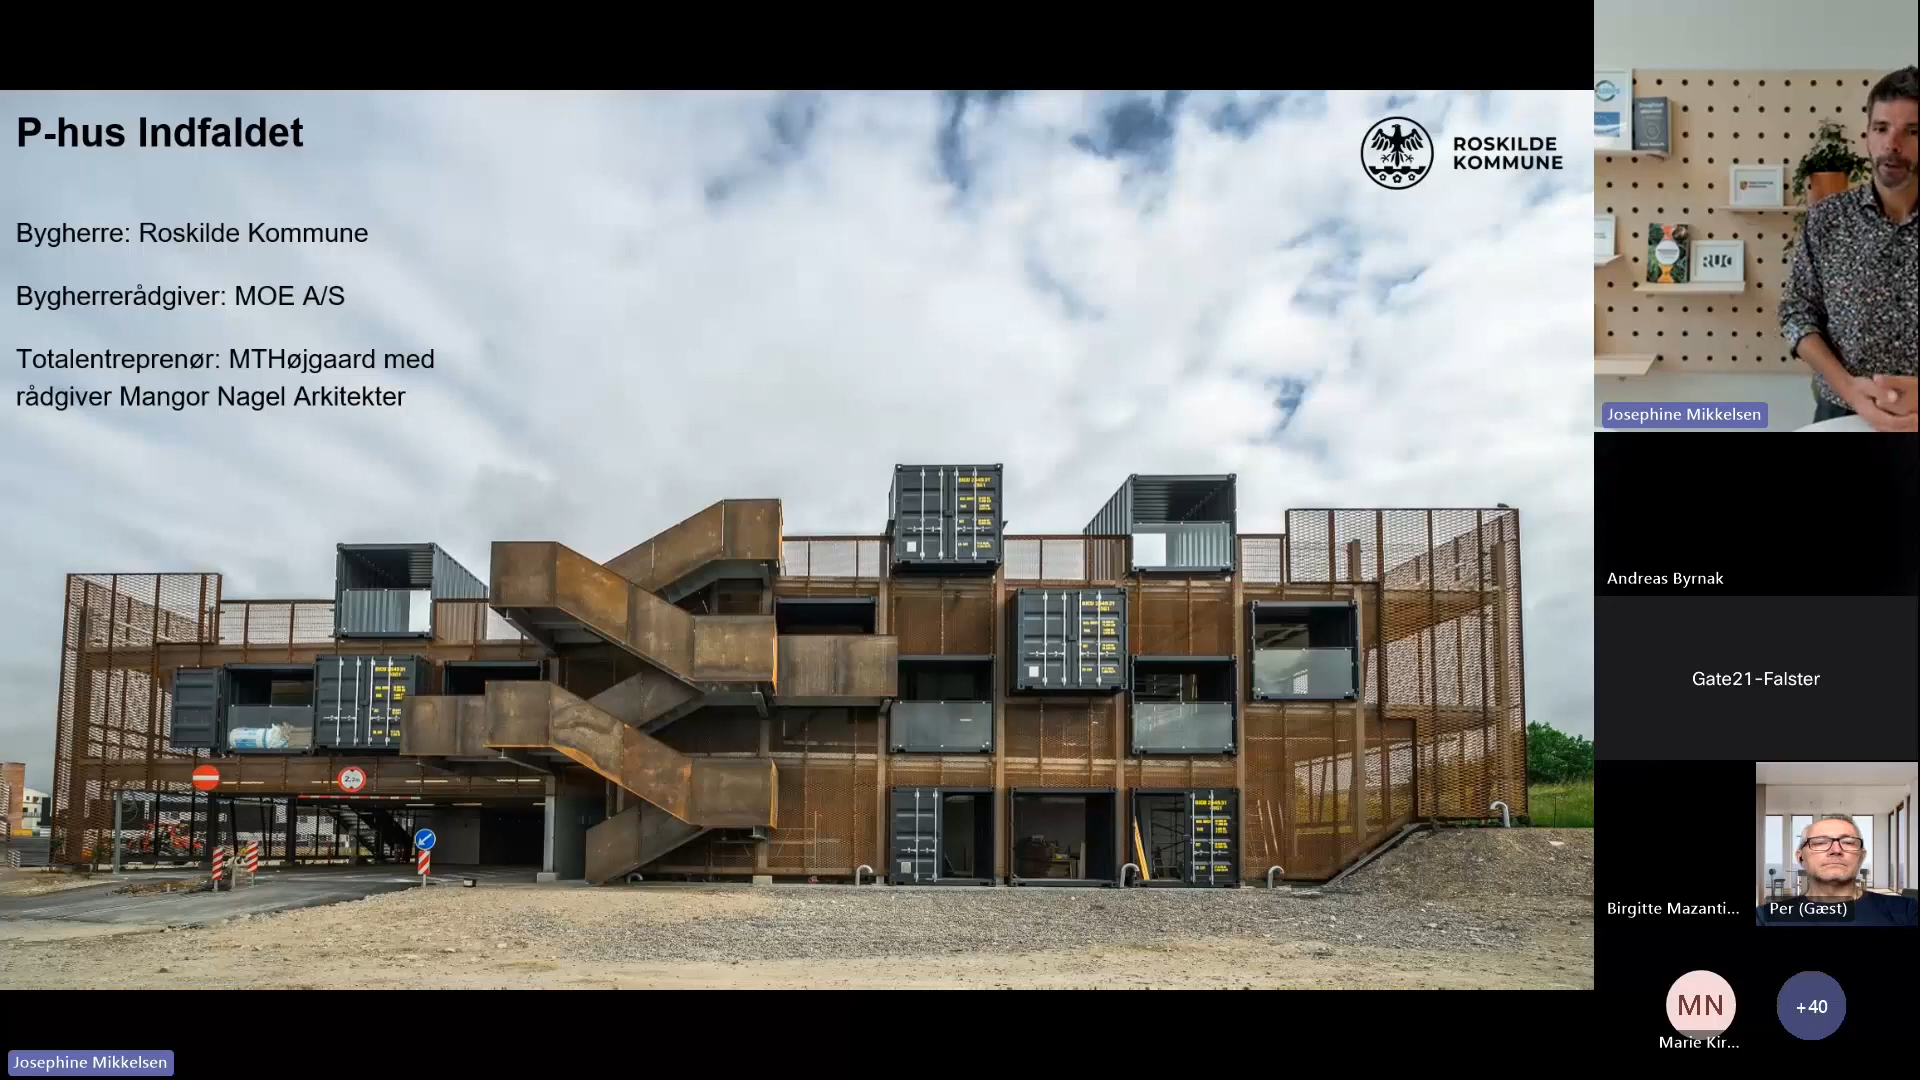 P-hus Indfaldet
ROSKILDE
KOMMUNE
Bygherre: Roskilde Kommune
Bygherrerådgiver: MOE A/S
Totalentreprenør: MTHøjgaard med
rådgiver Mangor Nagel Arkitekter
RUC
Josephine Mikkelsen
Andreas Byrnak
Gate21-Falster
Birgitte Mazanti...
Per (Gæst)
MN
+40
Marie Kir...
Josephine Mikkelsen